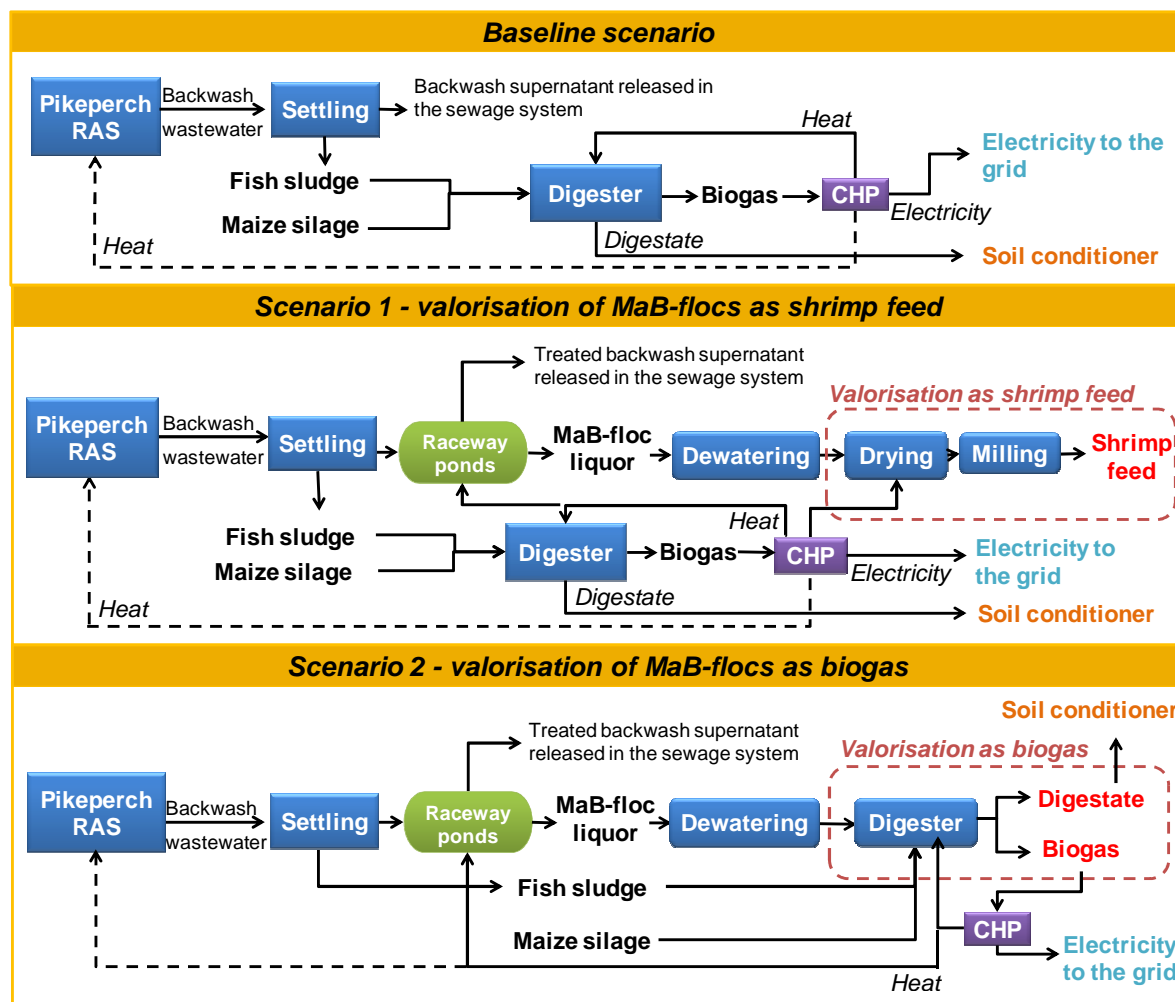 Baseline scenario
Pikeperch
RAS
Backwash
wastewater
Settling
Backwash supernatant released in
the sewage system
Heat
Electricity to the
grid
Fish sludge
Maize silage
Digester
Biogas
CHP
Electricity
Heat
Digestate
Soil conditioner
Scenario 1 - valorisation of MaB-flocs as shrimp feed
Treated backwash supernatant
released in the sewage system
Valorisation as shrimp feed
Pikeperch
RAS
Backwash
wastewater
Settling
Raceway
ponds
MaB-floc
liquor
Dewatering
Drying
Milling
Shrimp
feed
Heat
Fish sludge
Maize silage
Digester
Biogas
CHP
Electricity
Electricity to
the grid
Heat
Digestate
Soil conditioner
Scenario 2 - valorisation of MaB-flocs as biogas
Soil conditioner
Treated backwash supernatant
released in the sewage system
Valorisation as biogas
Pikeperch
RAS
Backwash
wastewater
Settling
Raceway
ponds
MaB-floc
liquor
Dewatering
Digester
Digestate
Biogas
Fish sludge
Maize silage
CHP
Electricity
to the grid
Heat